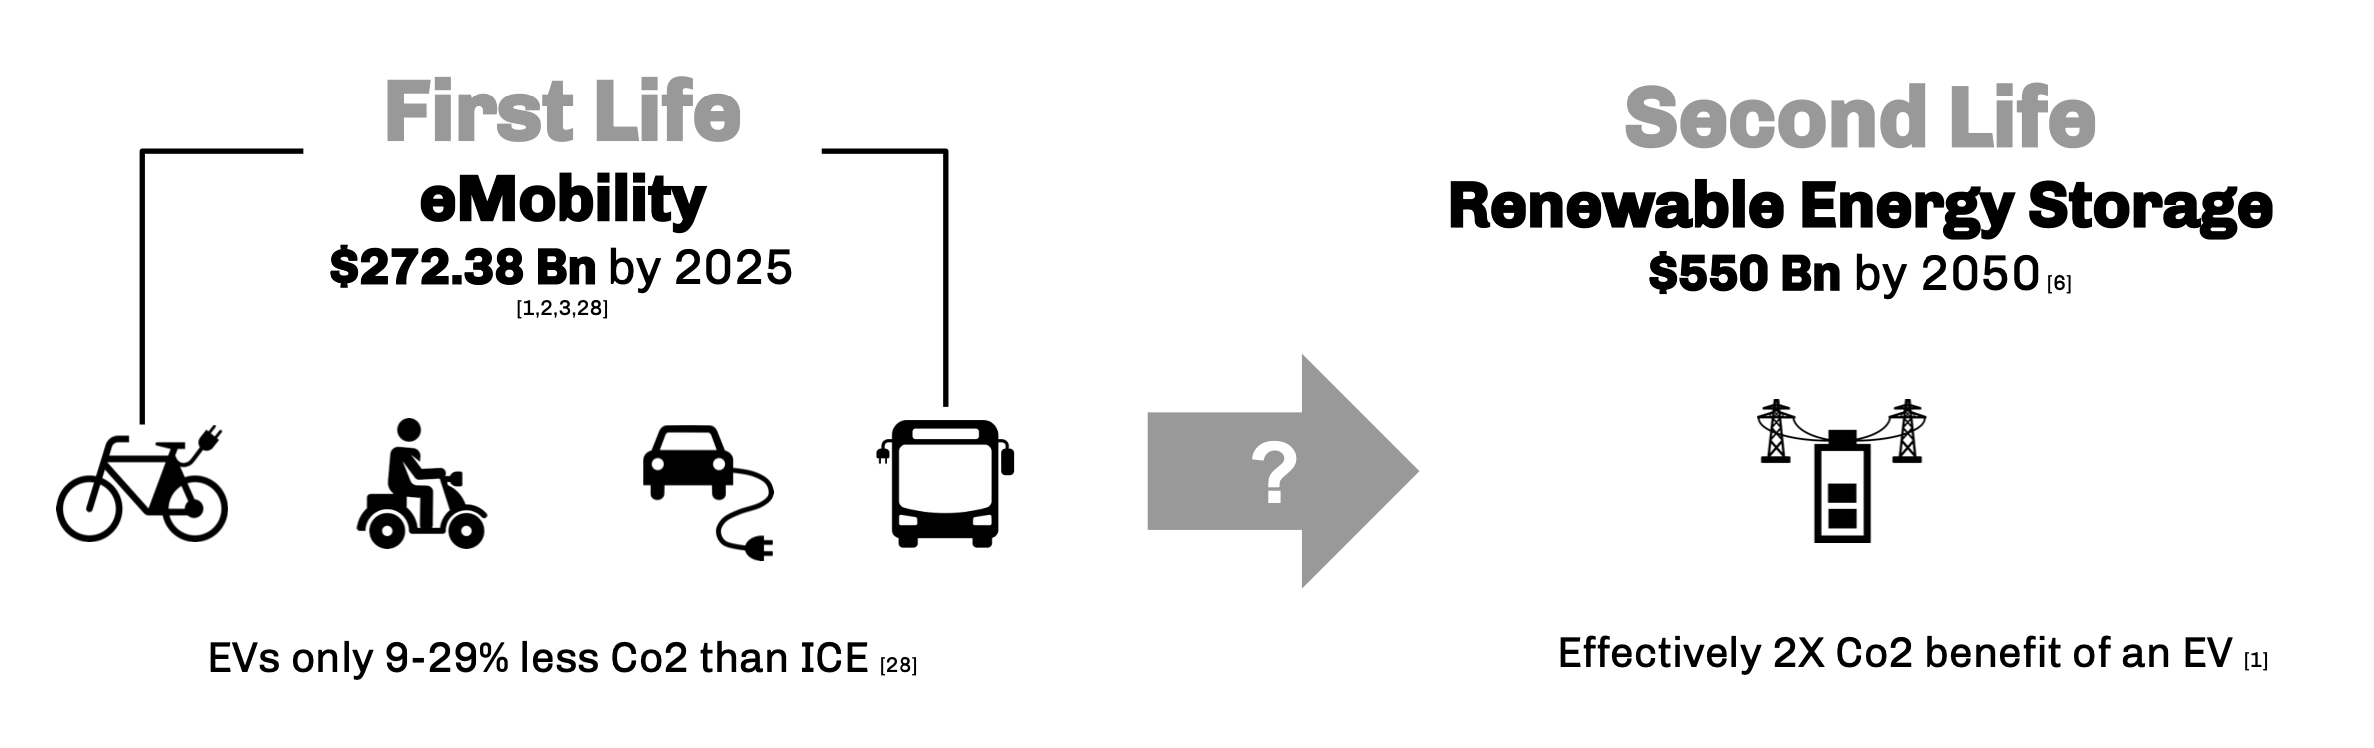 First Life
eMobility
$272.38 Bn by 2025
[1,2,3,28]
EVs only 9-29% less Co2 than ICE [28]
?
Second Life
Renewable Energy Storage
$550 Bn by 2050 [6]
Effectively 2X Co2 benefit of an EV [1]